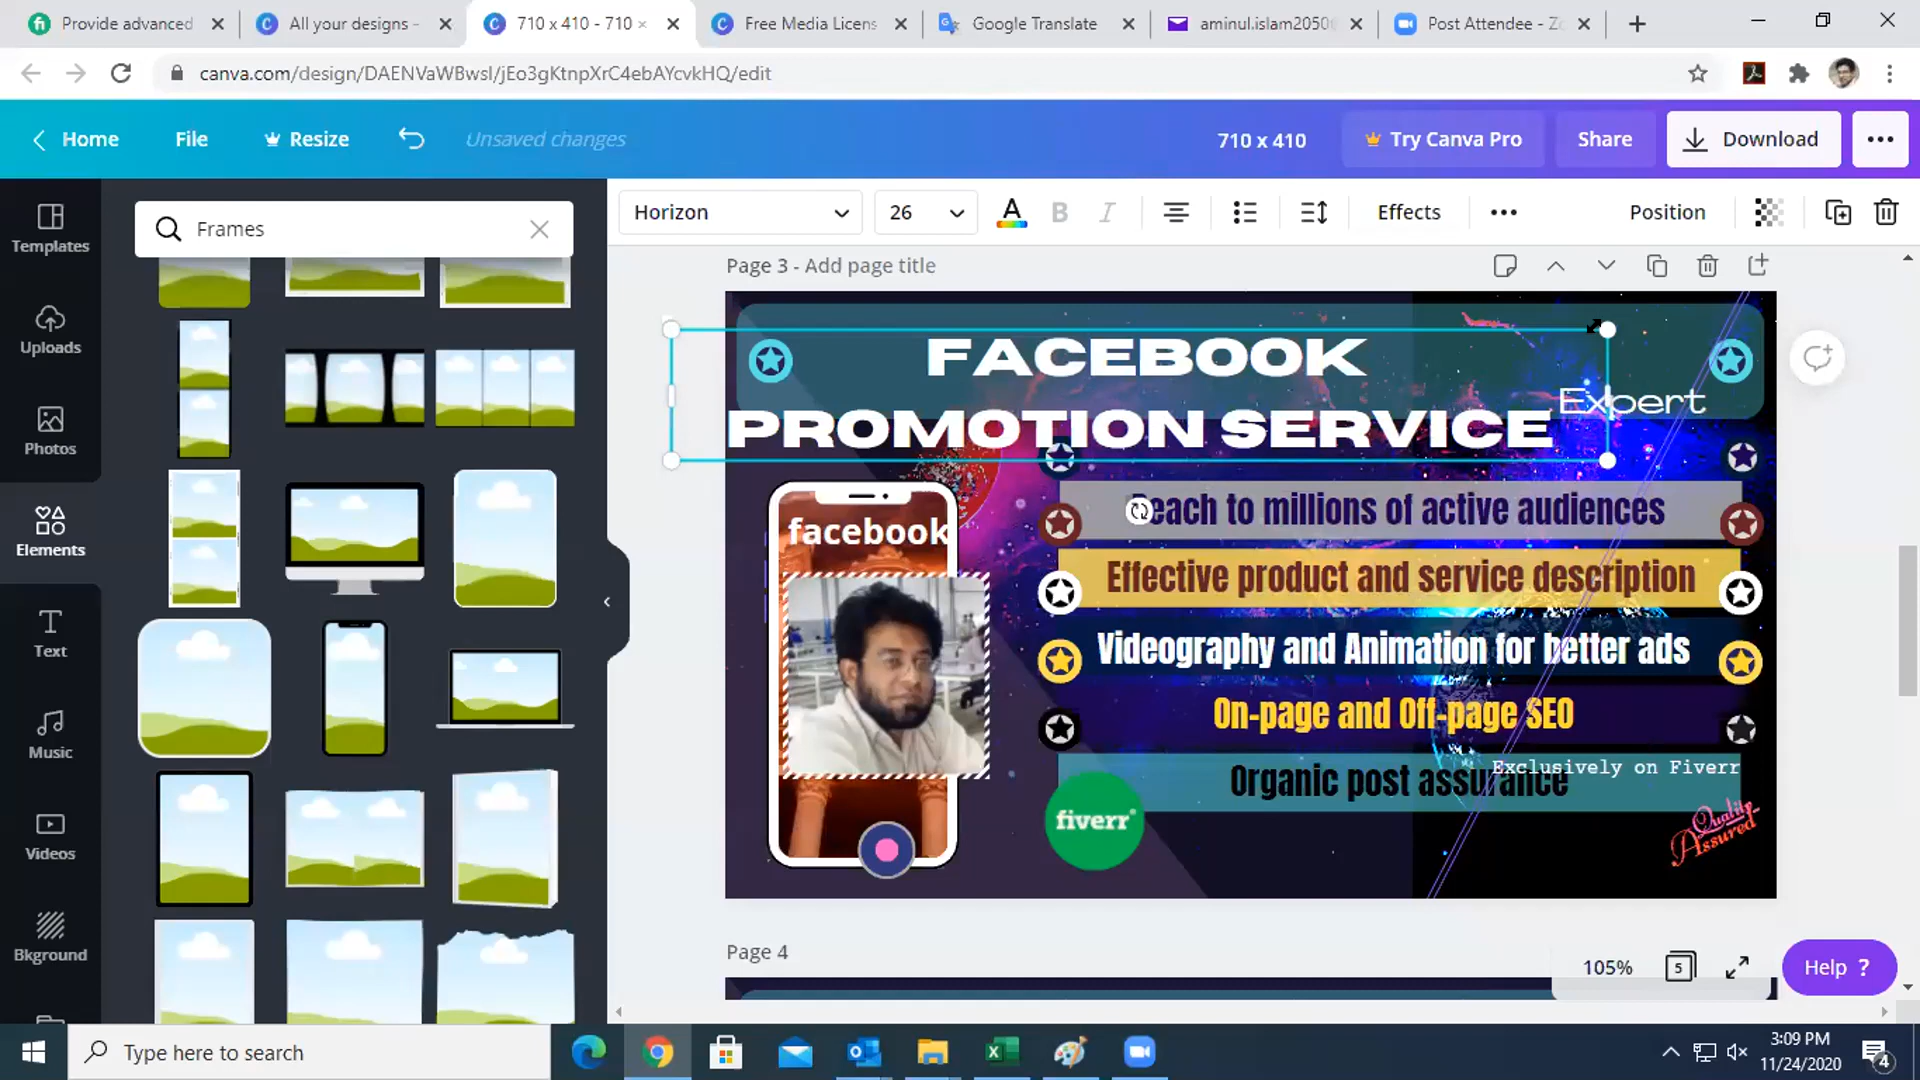 Provide advanced
All your designs -
710 x 410 - 710
Free Media Licens
Google Translate
aminul.islam2050
Post Attendee - Zo
canva.com/design/DAENVaWBwsI/jEo3gKtnpXrC4ebAYcvkHQ/edit
Home
File
Resize
Unsaved changes
710 x 410
Try Canva Pro
Share
Download
Templates
Uploads
Photos
Elements
Text
Music
Videos
Bkground
Frames
Horizon
26
A
B
I
Effects
Position
Page 3 - Add page title
FACEBOOK
PROMOTION SERVICE
Expert
facebook
each to millions of active audiences
Effective product and service description
Videography and Animation for better ads
On-page and Off-page SEO
Exclusively on Fiverr
Organic post assurance
fiverr
Quality
Assured
Page 4
105%
5
Help ?
Type here to search
3:09 PM
11/24/2020
4